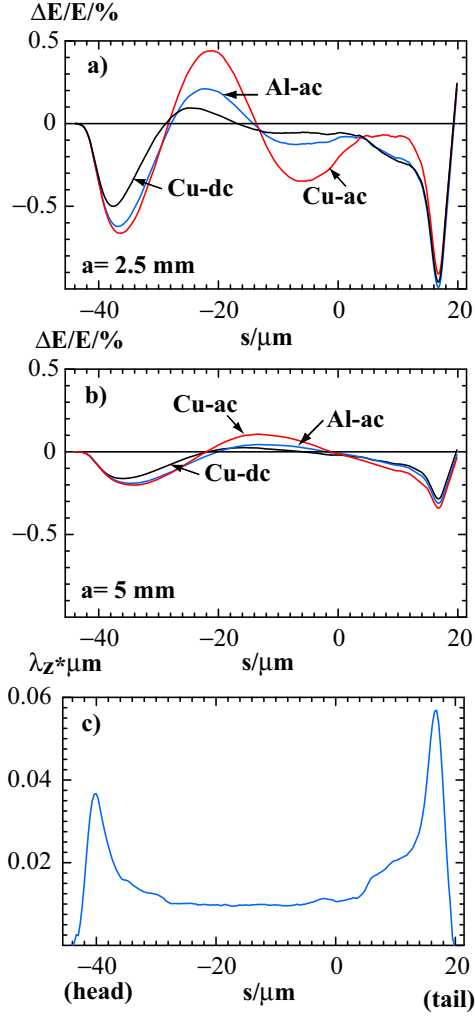 ΔE/E/%
0.5
a)
Al-ac
0
Cu-dc
Cu-ac
−0.5
a= 2.5 mm
−40 −20 0 20
s/μm
ΔE/E/%
0.5
b)
Cu-ac
Al-ac
0
Cu-dc
−0.5
a= 5 mm
−40 −20 0 20
λz*μm s/μm
0.06
c)
0.04
0.02
−40 −20 0 20
(head) s/μm (tail)